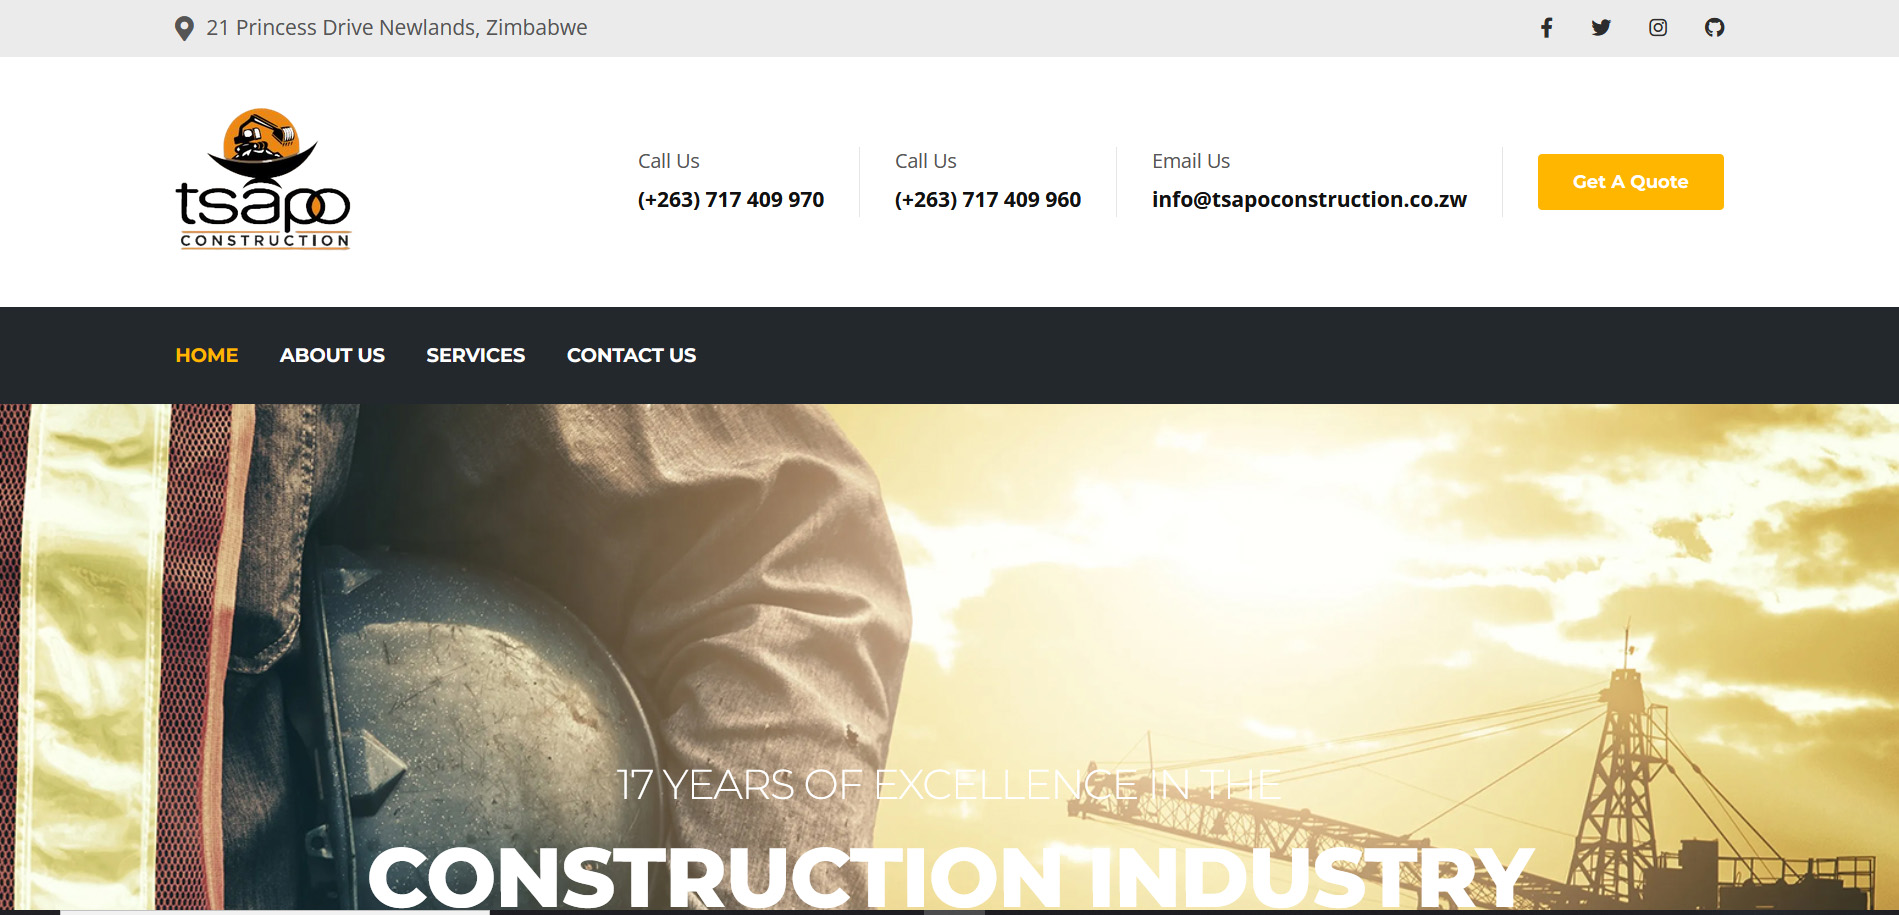 21 Princess Drive Newlands, Zimbabwe
tsapo
CONSTRUCTION
Call Us
(+263) 717 409 970
Call Us
(+263) 717 409 960
Email Us
info@tsapoconstruction.co.zw
Get A Quote
HOME ABOUT US SERVICES CONTACT US
17 YEARS OF EXCELLENCE IN THE
CONSTRUCTION INDUSTRY